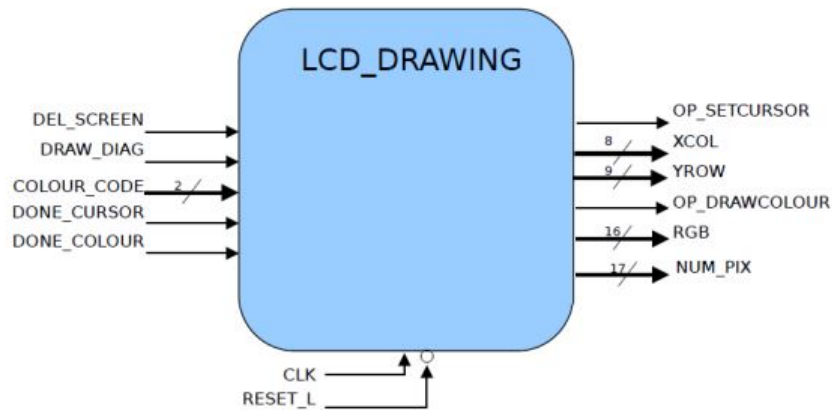 LCD_DRAWING
DEL_SCREEN
DRAW_DIAG
COLOUR_CODE
2
DONE_CURSOR
DONE_COLOUR
OP_SETCURSOR
8
XCOL
9
YROW
OP_DRAWCOLOUR
16
RGB
17
NUM_PIX
CLK
RESET_L